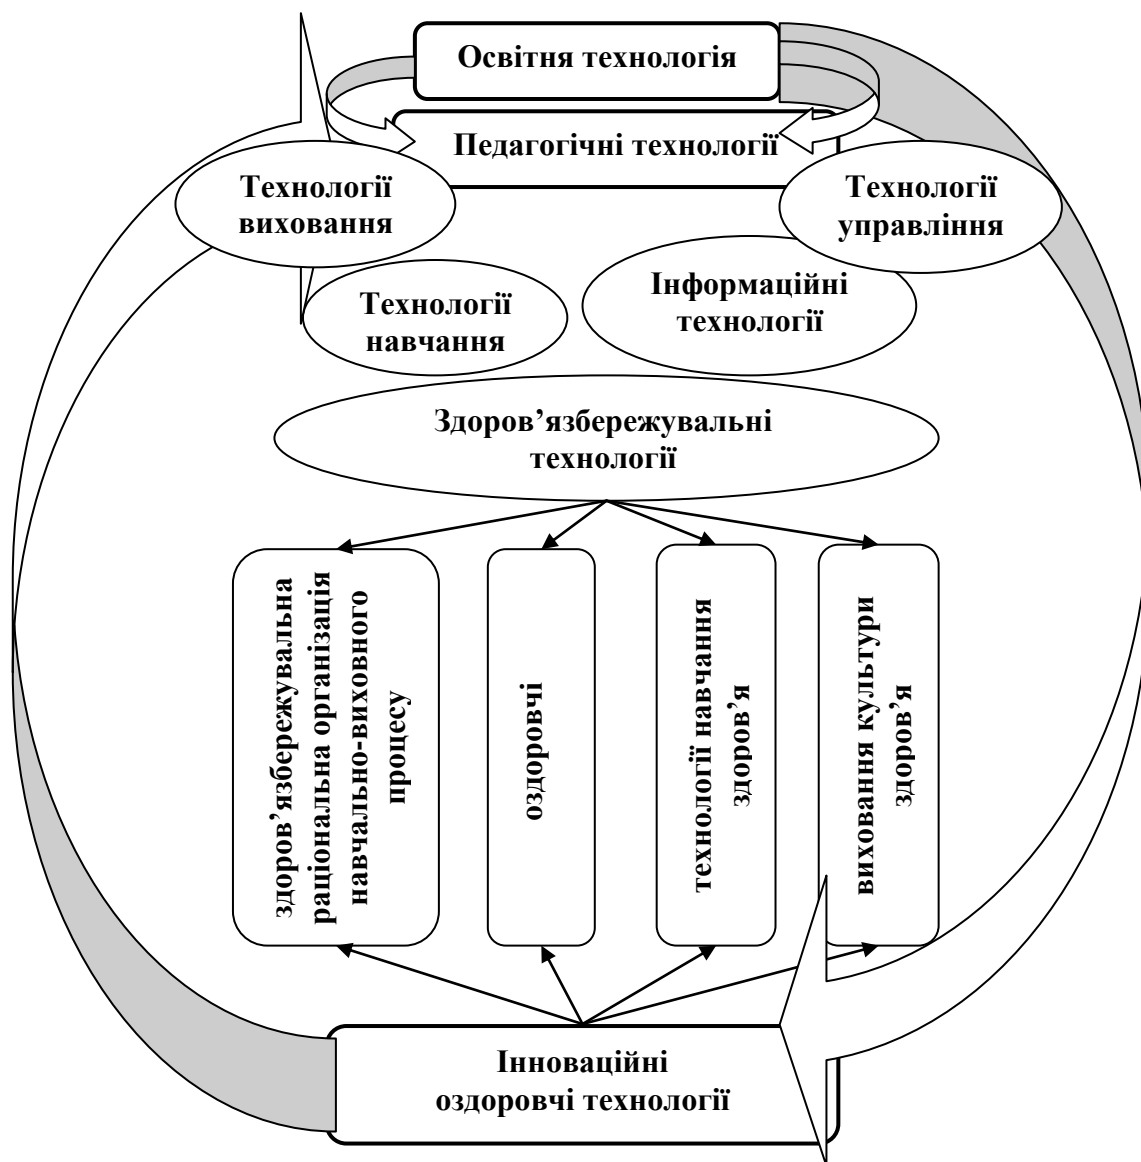 Освітня технологія
Педагогічні технології
Технології
виховання
Технології
управління
Технології
навчання
Інформаційні
технології
Здоров’язбережувальні
технології
здоров’язбережувальна
раціональна організація
навчально-виховного
процесу
оздоровчі
технології навчання
здоров’я
виховання культури
здоров’я
Інноваційні
оздоровчі технології